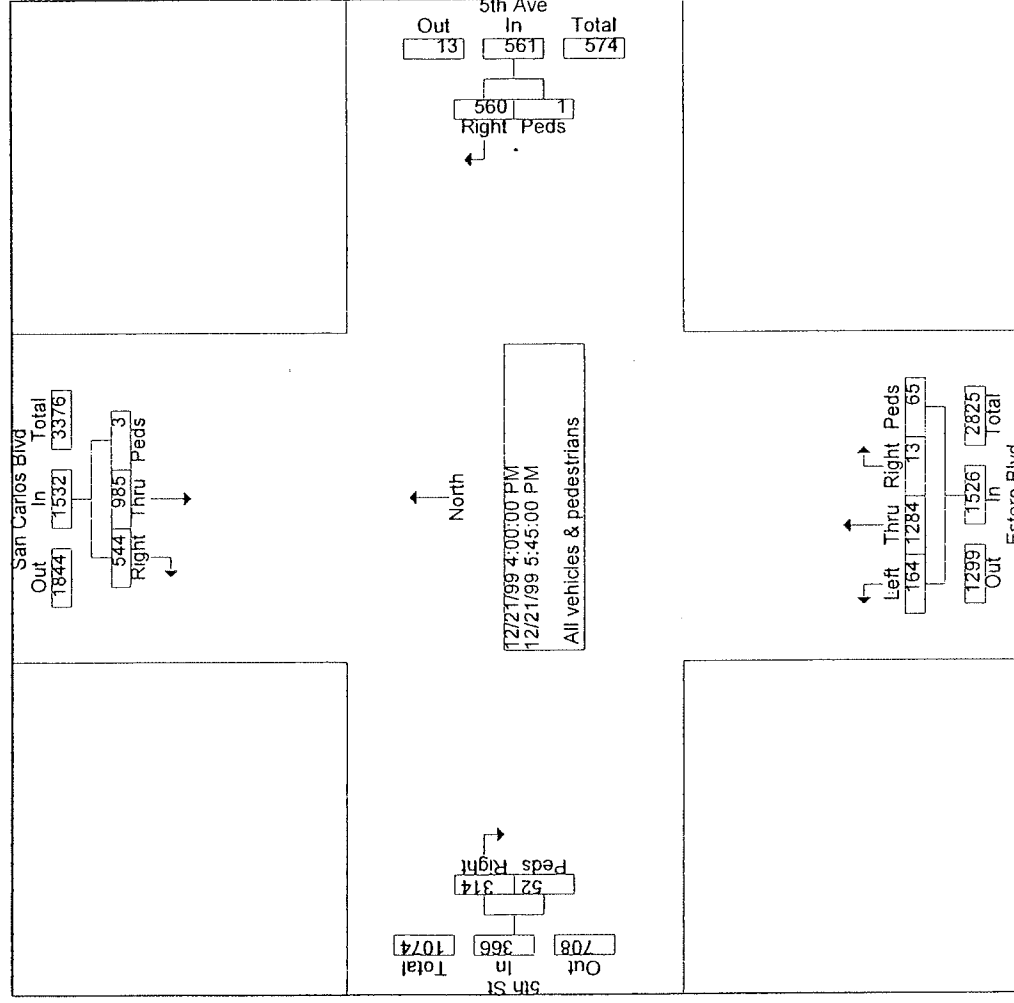 5th Ave
Out In Total
13 561 574
560 1
Right Peds
San Carlos Blvd
Out In Total
1844 1532 3376
544 985 3
Right Thru Peds
North
12/21/99 4:00:00 PM
12/21/99 5:45:00 PM
All vehicles & pedestrians
Left Thru Right Peds
164 1284 13 65
1299 1526 2825
Out In Total
Estero Blvd
Peds Right
52 314
708 366 1074
Out In Total
5th St